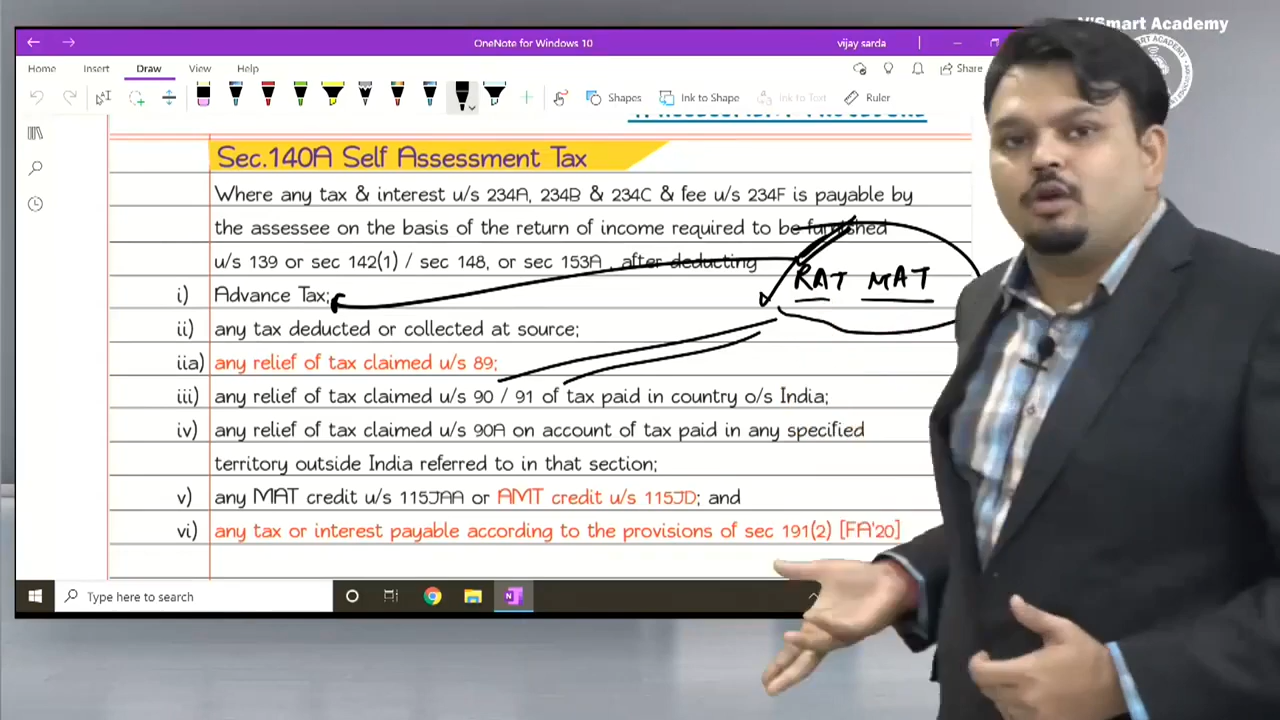 V'Smart Academy
OneNote for Windows 10
vijay sarda
Home Insert Draw View Help
Share
Shapes Ink to Shape Ink to Text Ruler
Sec.140A Self Assessment Tax
Where any tax & interest u/s 234A, 234B & 234C & fee u/s 234F is payable by
the assessee on the basis of the return of income required to be furnished
u/s 139 or sec 142(1) / sec 148, or sec 153A , after deducting
RAT MAT
i) Advance Tax;
ii) any tax deducted or collected at source;
iia) any relief of tax claimed u/s 89;
iii) any relief of tax claimed u/s 90 / 91 of tax paid in country o/s India;
iv) any relief of tax claimed u/s 90A on account of tax paid in any specified
territory outside India referred to in that section;
v) any MAT credit u/s 115JAA or AMT credit u/s 115JD; and
vi) any tax or interest payable according to the provisions of sec 191(2) [FA'20]
Type here to search